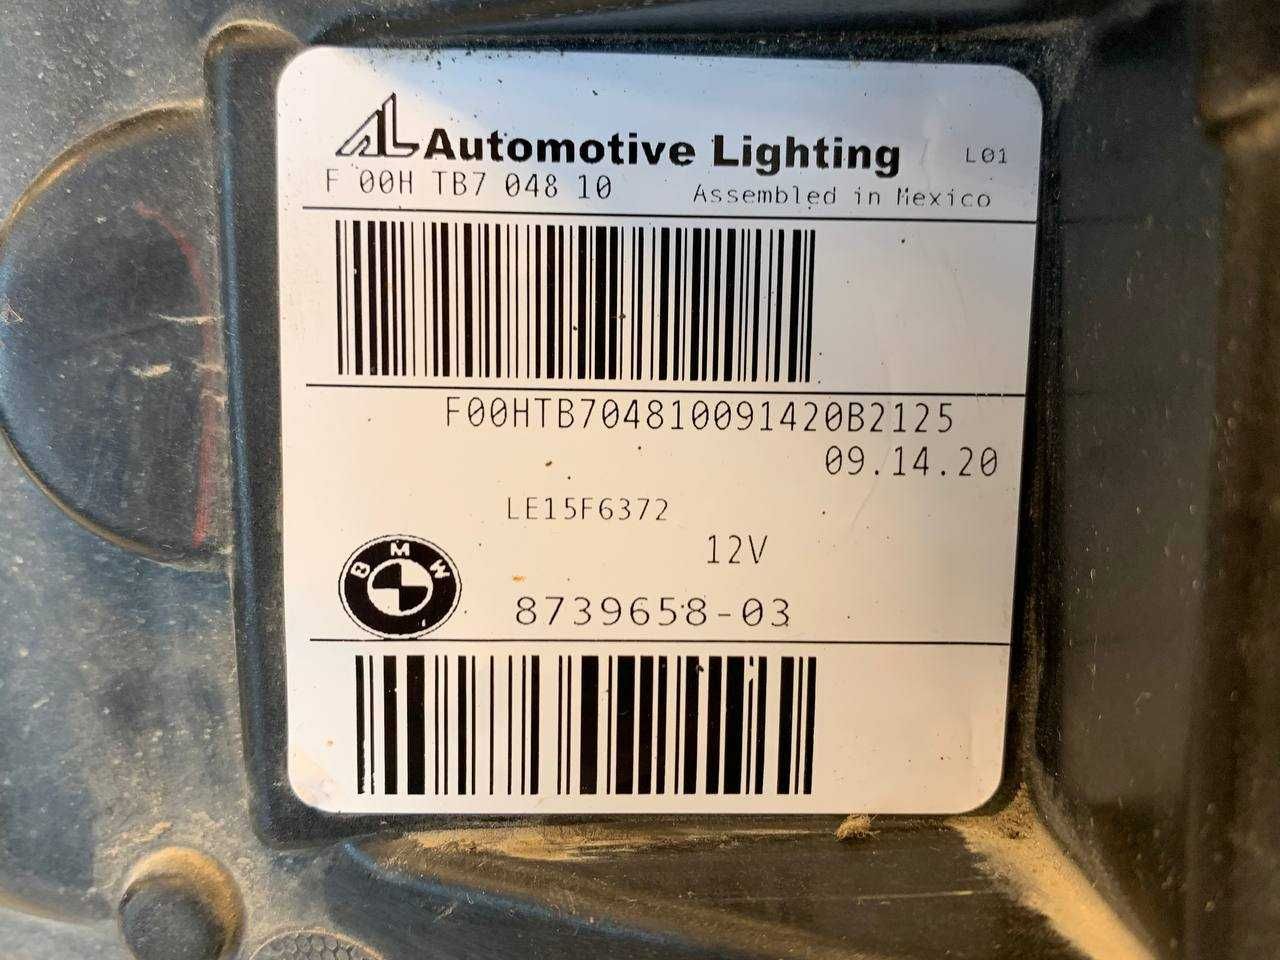 AL Automotive Lighting L01
F 00H TB7 048 10 Assembled in Mexico
F00HTB704810091420B2125
09.14.20
LE15F6372
12V
BMW
8739658-03